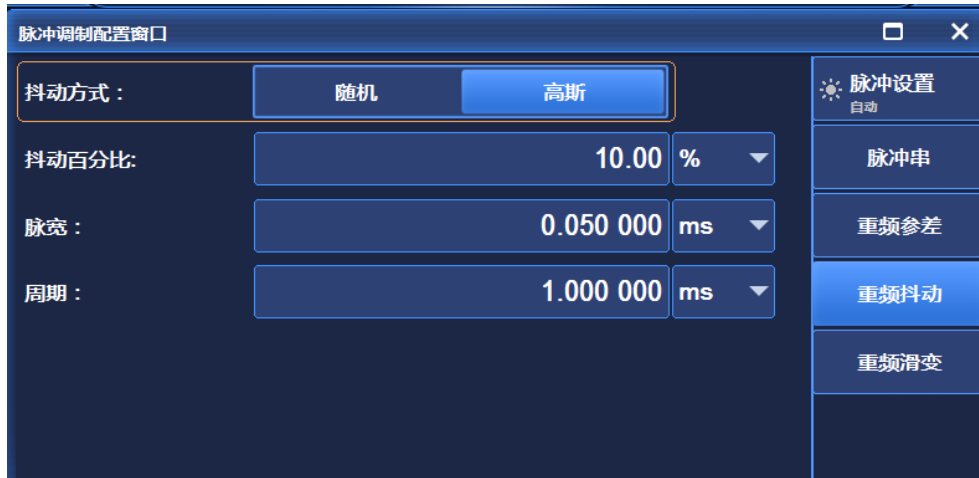 脉冲调制配置窗口
抖动方式：
随机
高斯
抖动百分比:
10.00
%
脉宽：
0.050 000
ms
周期：
1.000 000
ms
脉冲设置
自动
脉冲串
重频参差
重频抖动
重频滑变